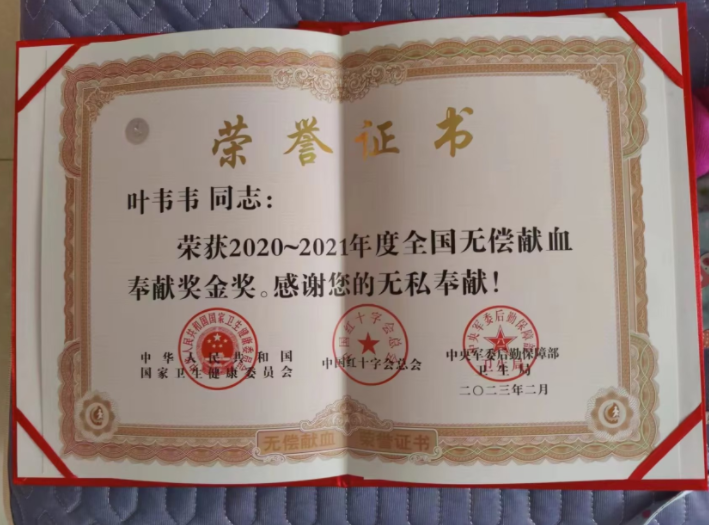 荣誉证书
叶韦韦 同志：
荣获2020~2021年度全国无偿献血
奉献奖金奖。感谢您的无私奉献！
中华人民共和国
国家卫生健康委员会
中国红十字会总会
中央军委后勤保障部
卫生局
二〇二三年二月
无偿献血 荣誉证书